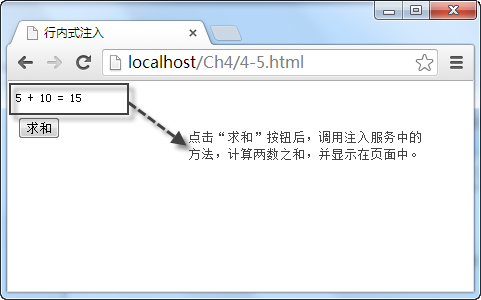 行内式注入
localhost/Ch4/4-5.html
5 + 10 = 15
求和
点击“求和”按钮后，调用注入服务中的
方法，计算两数之和，并显示在页面中。